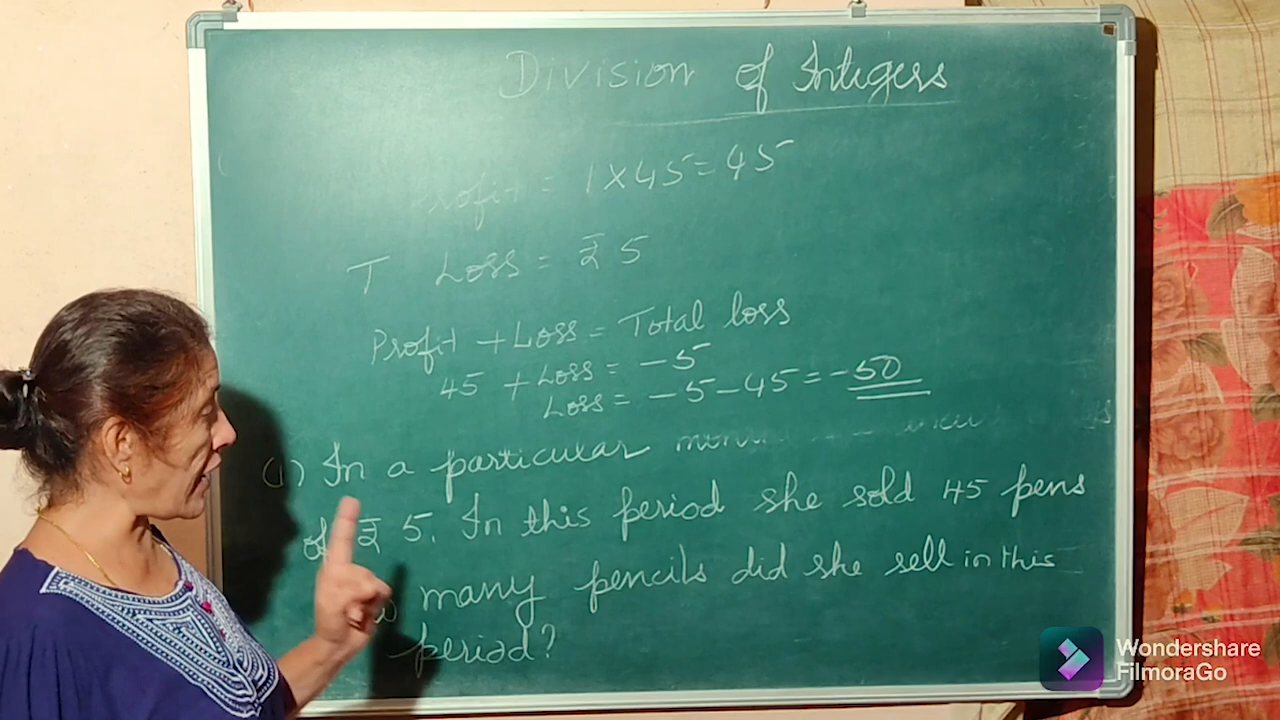 Division of Integers
Profit = 1 x 45 = 45
T Loss = ₹ 5
Profit + Loss = Total loss
45 + Loss = -5
Loss = -5 - 45 = -50
(1) In a particular
of ₹ 5. In this period she sold 45 pens
many pencils did she sell in this
period?
Wondershare
FilmoraGo